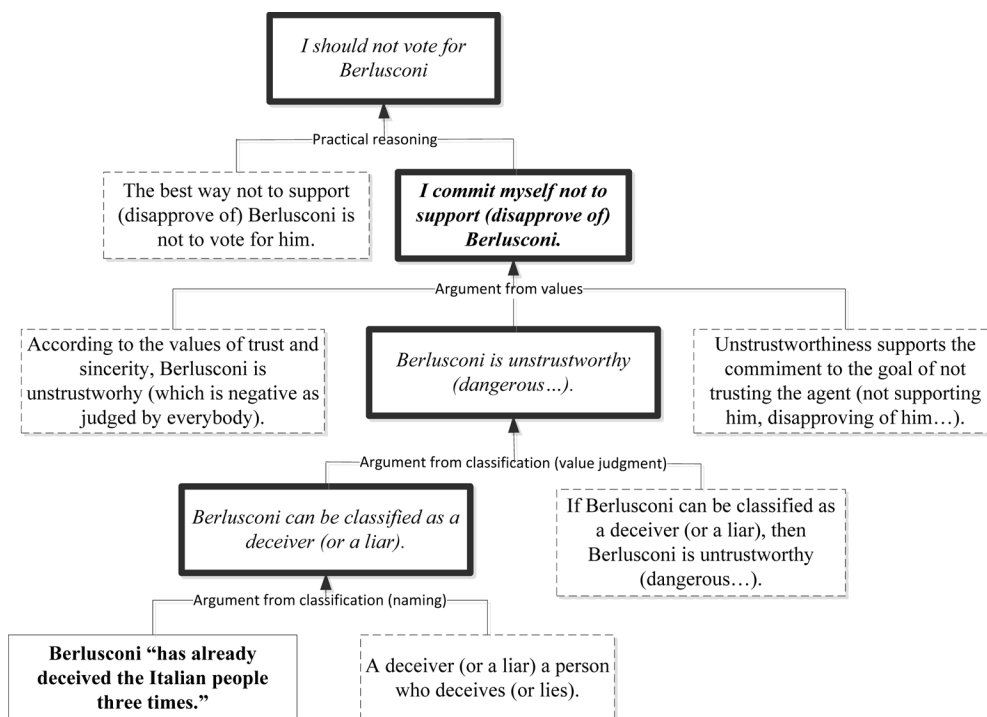 I should not vote for
Berlusconi
Practical reasoning
The best way not to support
(disapprove of) Berlusconi is
not to vote for him.
I commit myself not to
support (disapprove of)
Berlusconi.
Argument from values
According to the values of trust and
sincerity, Berlusconi is
unstrustworthy (which is negative as
judged by everybody).
Berlusconi is unstrustworthy
(dangerous…).
Unstrustworthiness supports the
commiment to the goal of not
trusting the agent (not supporting
him, disapproving of him…).
Argument from classification (value judgment)
Berlusconi can be classified as a
deceiver (or a liar).
If Berlusconi can be classified as
a deceiver (or a liar), then
Berlusconi is untrustworthy
(dangerous…).
Argument from classification (naming)
Berlusconi “has already
deceived the Italian people
three times.”
A deceiver (or a liar) a person
who deceives (or lies).